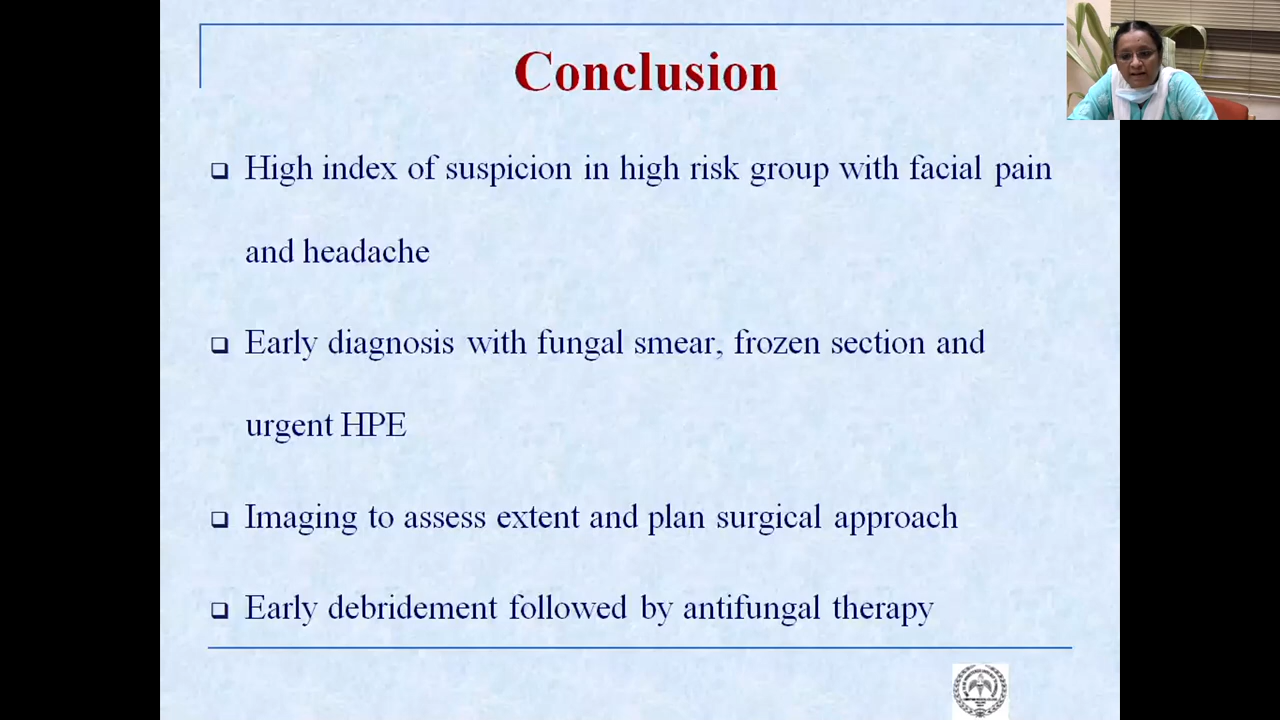 Conclusion
High index of suspicion in high risk group with facial pain
and headache
Early diagnosis with fungal smear, frozen section and
urgent HPE
Imaging to assess extent and plan surgical approach
Early debridement followed by antifungal therapy